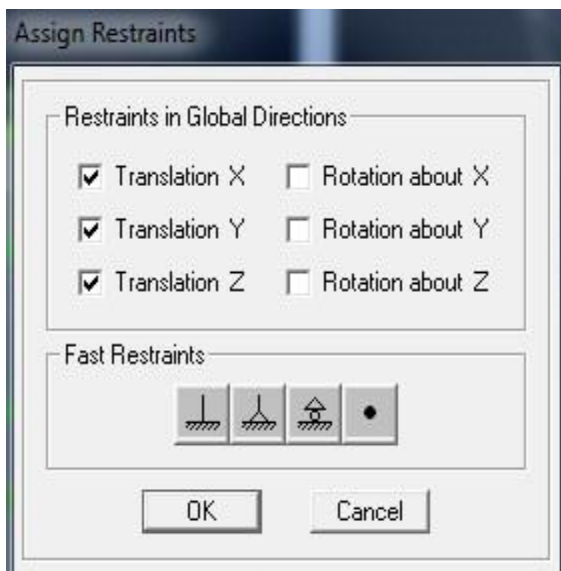 Assign Restraints
Restraints in Global Directions
Translation X Rotation about X
Translation Y Rotation about Y
Translation Z Rotation about Z
Fast Restraints
OK Cancel